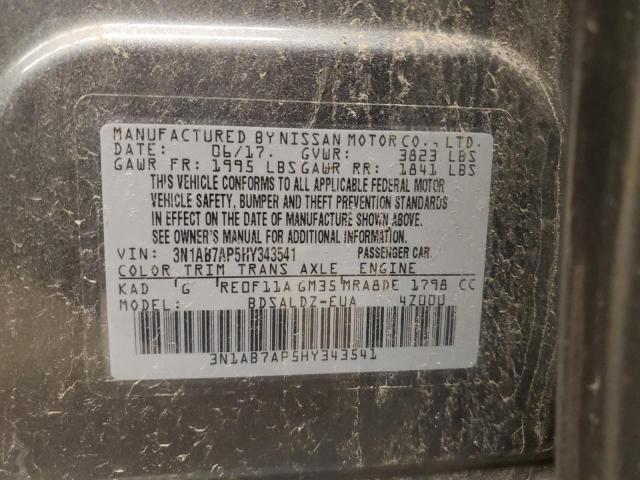 MANUFACTURED BY NISSAN MOTOR CO., LTD.
DATE: 06/17. GVWR: 3823 LBS
GAWR FR: 1995 LBS GAWR RR: 1841 LBS
THIS VEHICLE CONFORMS TO ALL APPLICABLE FEDERAL MOTOR
VEHICLE SAFETY, BUMPER AND THEFT PREVENTION STANDARDS
IN EFFECT ON THE DATE OF MANUFACTURE SHOWN ABOVE.
SEE OWNER'S MANUAL FOR ADDITIONAL INFORMATION.
VIN: 3N1AB7AP5HY343541 PASSENGER CAR
COLOR TRIM TRANS AXLE ENGINE
KAD G RE0F11A GM35 MRA8DE 1798 CC
MODEL: BDSALDZ-EUA 4Z00U
3N1AB7AP5HY343541